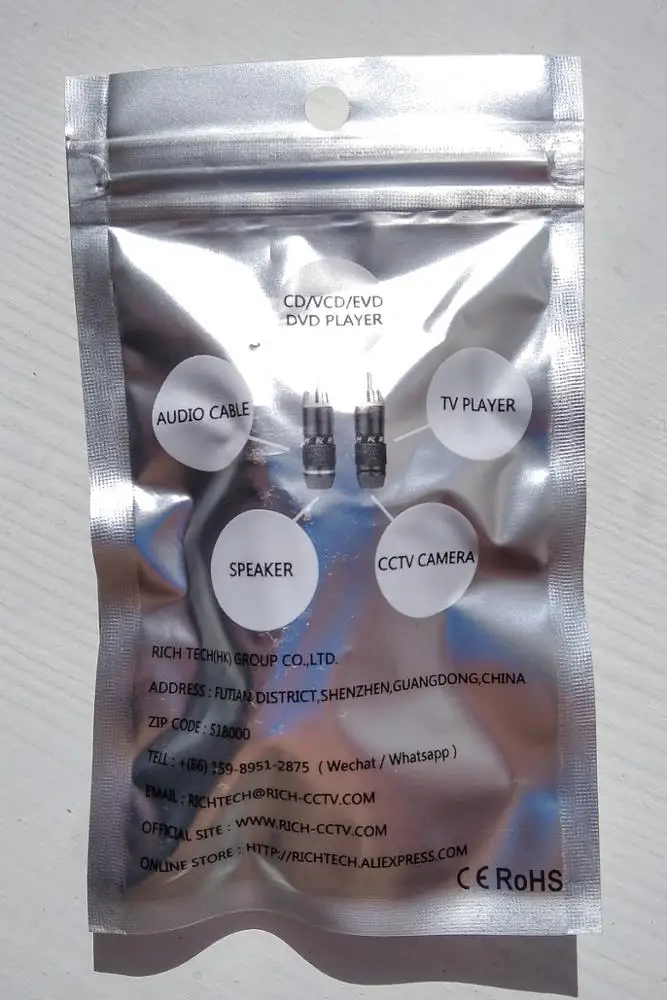 CD/VCD/EVD
DVD PLAYER
AUDIO CABLE
TV PLAYER
SPEAKER
CCTV CAMERA
RICH TECH(HK) GROUP CO.,LTD.
ADDRESS : FUTIAN DISTRICT,SHENZHEN,GUANGDONG,CHINA
ZIP CODE : 518000
TELL : +(86) 159-8951-2875 ( Wechat / Whatsapp )
EMAIL : RICHTECH@RICH-CCTV.COM
OFFICIAL SITE : WWW.RICH-CCTV.COM
ONLINE STORE : HTTP://RICHTECH.ALIEXPRESS.COM
CE RoHS